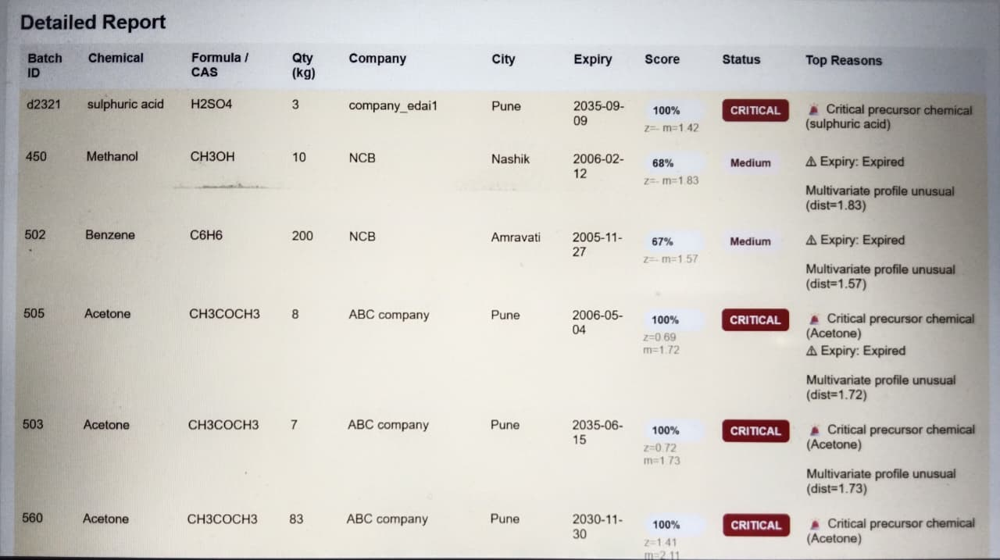 Detailed Report
Batch ID Chemical Formula / CAS Qty (kg) Company City Expiry Score Status Top Reasons
d2321 sulphuric acid H2SO4 3 company_edai1 Pune 2035-09-09 100% z=- m=1.42 CRITICAL 🚨 Critical precursor chemical (sulphuric acid)
450 Methanol CH3OH 10 NCB Nashik 2006-02-12 68% z=- m=1.83 Medium ⚠ Expiry: Expired
Multivariate profile unusual (dist=1.83)
502 Benzene C6H6 200 NCB Amravati 2005-11-27 67% z=- m=1.57 Medium ⚠ Expiry: Expired
Multivariate profile unusual (dist=1.57)
505 Acetone CH3COCH3 8 ABC company Pune 2006-05-04 100% z=0.69 m=1.72 CRITICAL 🚨 Critical precursor chemical (Acetone)
⚠ Expiry: Expired
Multivariate profile unusual (dist=1.72)
503 Acetone CH3COCH3 7 ABC company Pune 2035-06-15 100% z=0.72 m=1.73 CRITICAL 🚨 Critical precursor chemical (Acetone)
Multivariate profile unusual (dist=1.73)
560 Acetone CH3COCH3 83 ABC company Pune 2030-11-30 100% z=1.41 m=2.11 CRITICAL 🚨 Critical precursor chemical (Acetone)